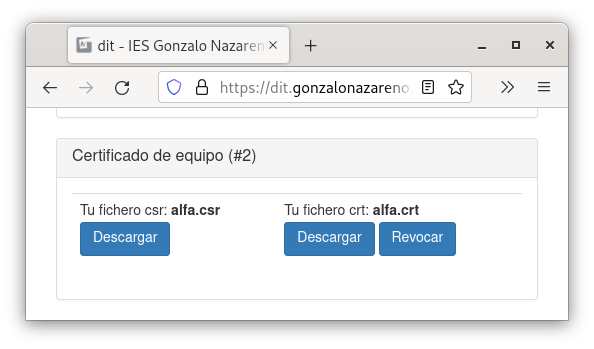 dit - IES Gonzalo Nazaren
https://dit.gonzalonazareno.
Certificado de equipo (#2)
Tu fichero csr: alfa.csr
Tu fichero crt: alfa.crt
Descargar
Descargar
Revocar